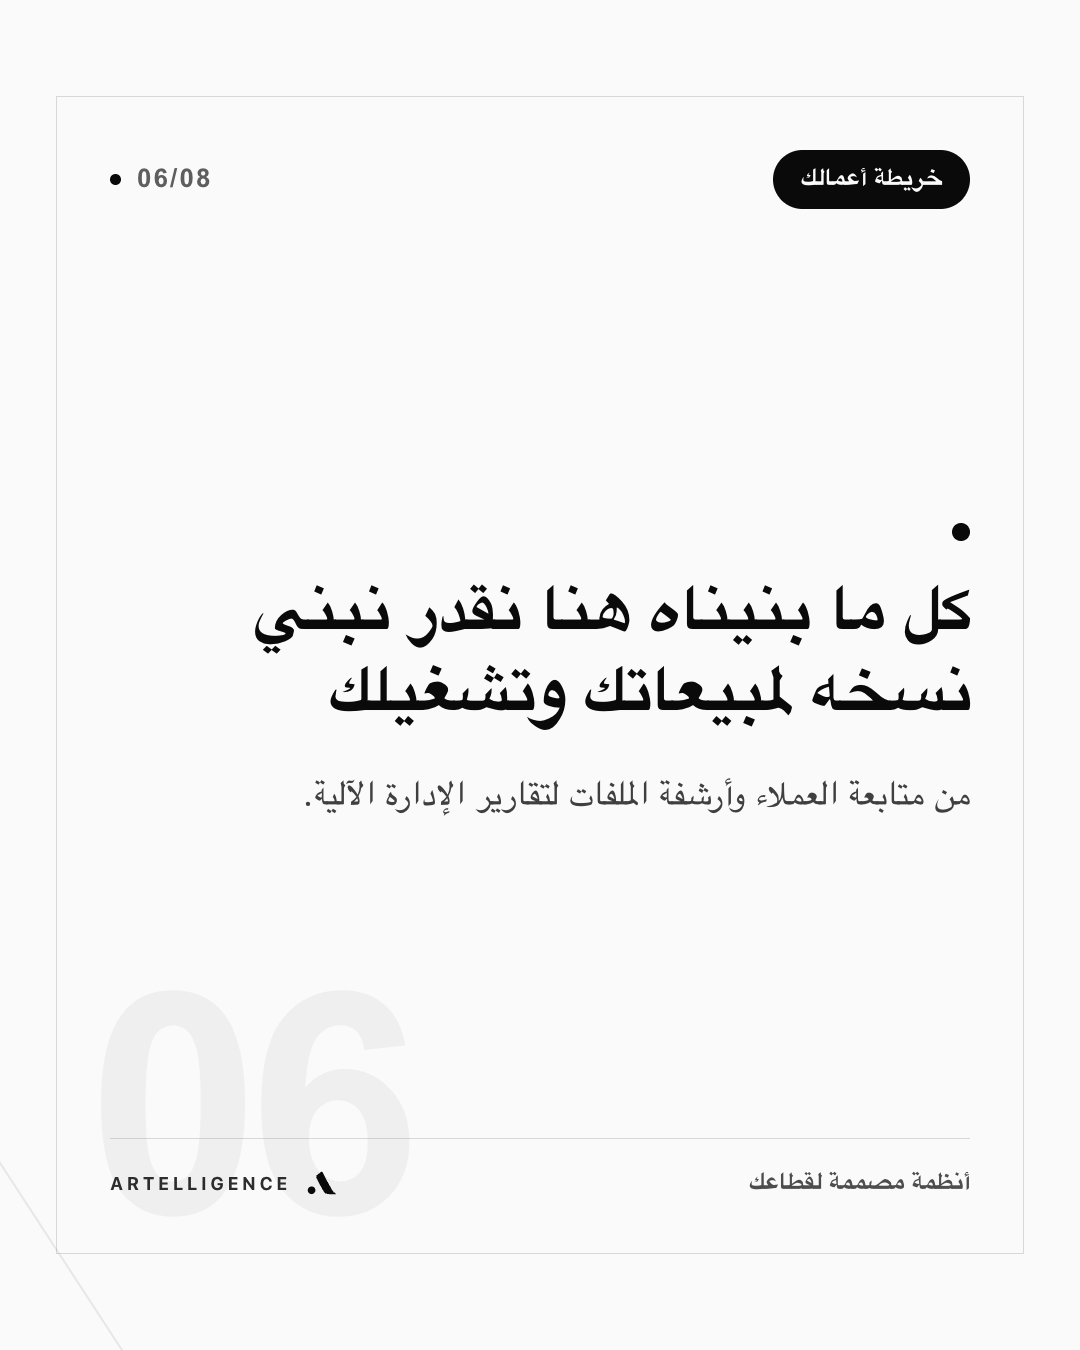 خريطة أعمالك
06/08
كل ما بنيناه هنا نقدر نبني
نسخه لمبيعاتك وتشغيلك
من متابعة العملاء وأرشفة الملفات لتقارير الإدارة الآلية.
06
أنظمة مصممة لقطاعك
ARTELLIGENCE